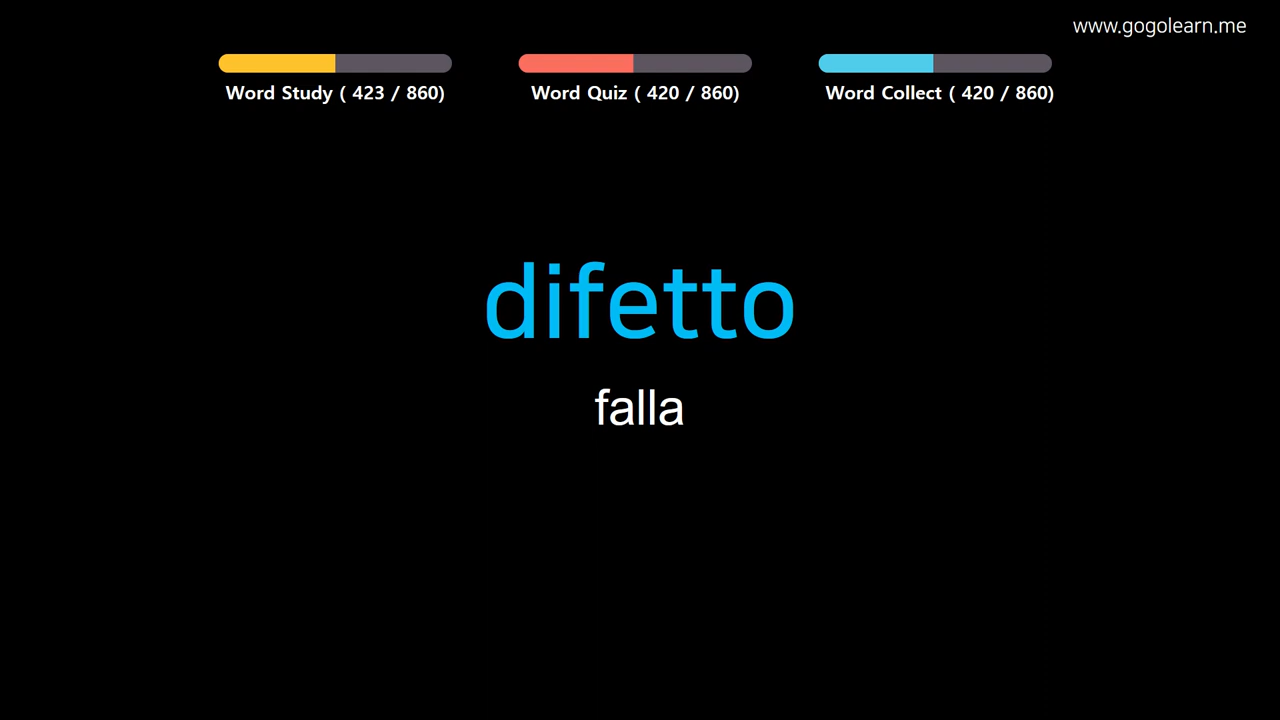 www.gogolearn.me
Word Study ( 423 / 860)
Word Quiz ( 420 / 860)
Word Collect ( 420 / 860)
difetto
falla